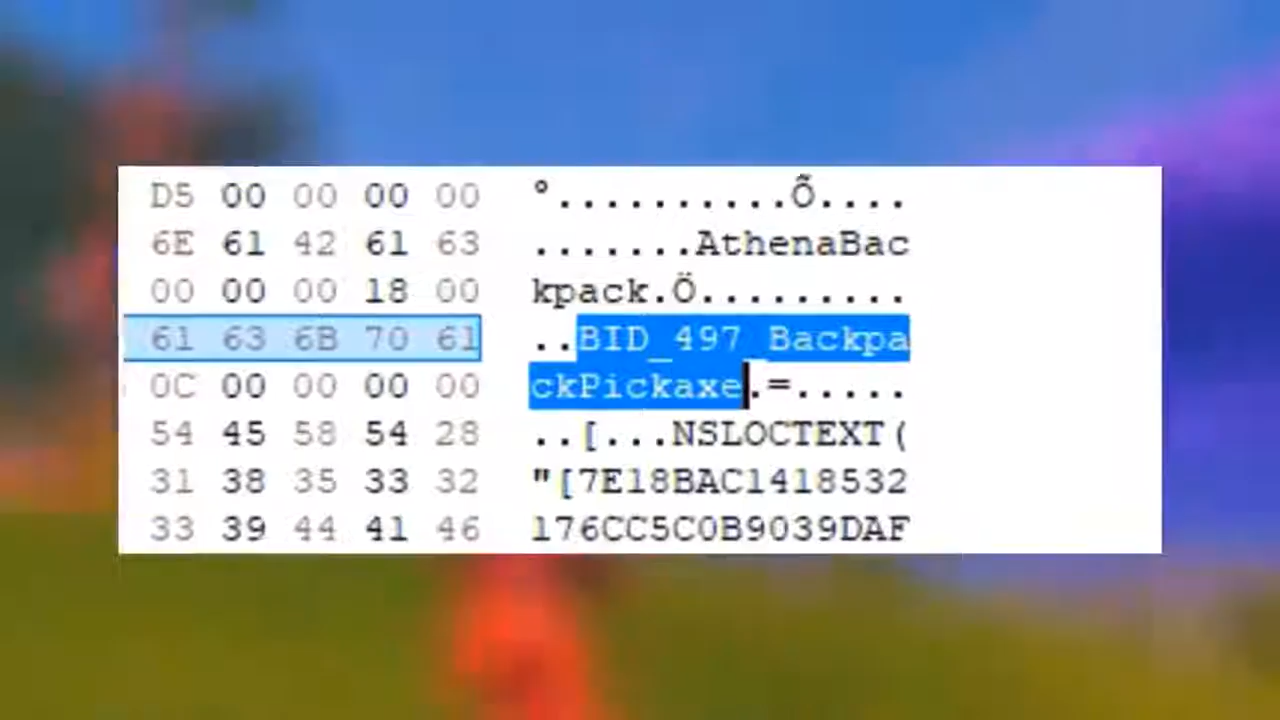 D5 00 00 00 00 °..........Õ....
6E 61 42 61 63 .......AthenaBac
00 00 00 18 00 kpack.Ö.........
61 63 6B 70 61 ..BID_497_Backpa
0C 00 00 00 00 ckPickaxe.=.....
54 45 58 54 28 ..[...NSLOCTEXT(
31 38 35 33 32 "[7E18BAC1418532
33 39 44 41 46 176CC5C0B9039DAF